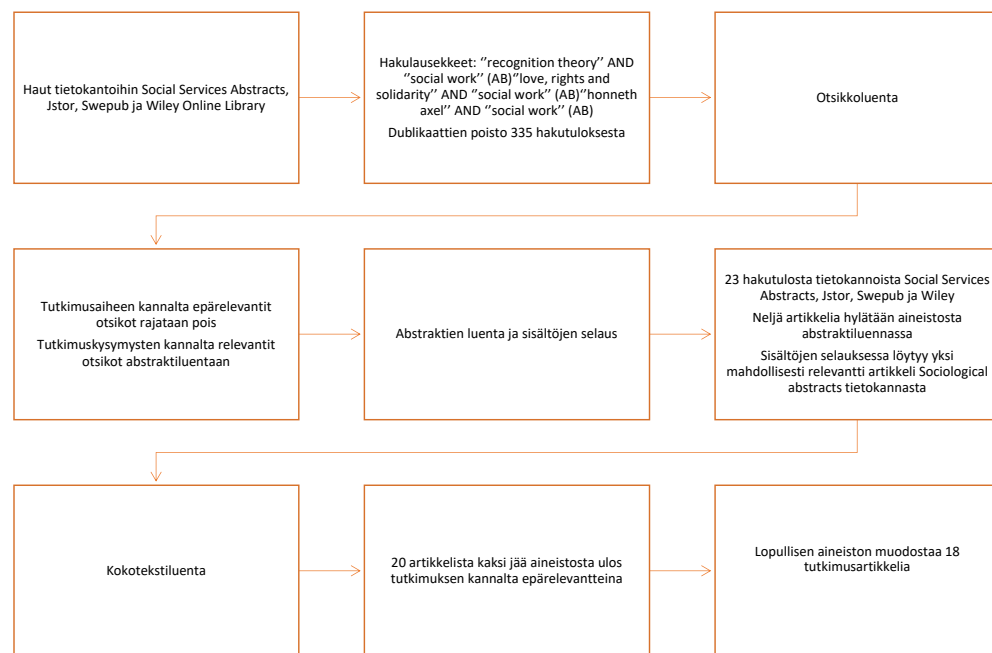 Haut tietokantoihin Social Services Abstracts,
Jstor, Swepub ja Wiley Online Library
Hakulausekkeet: ‘’recognition theory’’ AND
‘’social work’’ (AB)‘’love, rights and
solidarity’’ AND ‘’social work’’ (AB)‘’honneth
axel’’ AND ‘’social work’’ (AB)
Dublikaattien poisto 335 hakutuloksesta
Otsikkoluenta
Tutkimusaiheen kannalta epärelevantit
otsikot rajataan pois
Tutkimuskysymysten kannalta relevantit
otsikot abstraktiluentaan
Abstraktien luenta ja sisältöjen selaus
23 hakutulosta tietokannoista Social Services
Abstracts, Jstor, Swepub ja Wiley
Neljä artikkelia hylätään aineistosta
abstraktiluennassa
Sisältöjen selauksessa löytyy yksi
mahdollisesti relevantti artikkeli Sociological
abstracts tietokannasta
Kokotekstiluenta
20 artikkelista kaksi jää aineistosta ulos
tutkimuksen kannalta epärelevantteina
Lopullisen aineiston muodostaa 18
tutkimusartikkelia